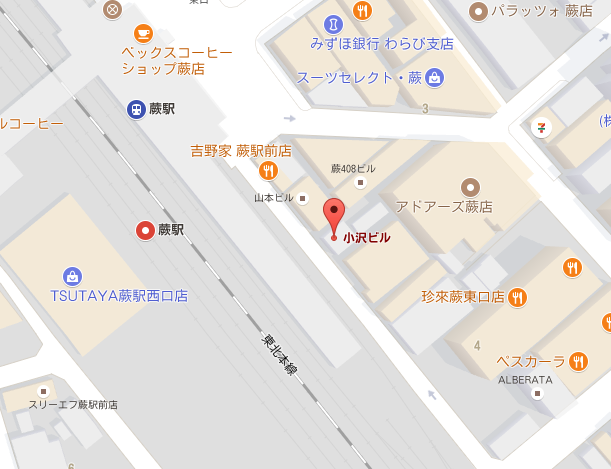 東口
パラッツォ 蕨店
ベックスコーヒー
ショップ蕨店
みずほ銀行 わらび支店
スーツセレクト・蕨
蕨駅
3
ルコーヒー
(株
吉野家 蕨駅前店
蕨408ビル
山本ビル
アドアーズ蕨店
蕨駅
小沢ビル
TSUTAYA蕨駅西口店
珍來蕨東口店
東北本線
4
ペスカーラ
ALBERATA
スリーエフ蕨駅前店
6